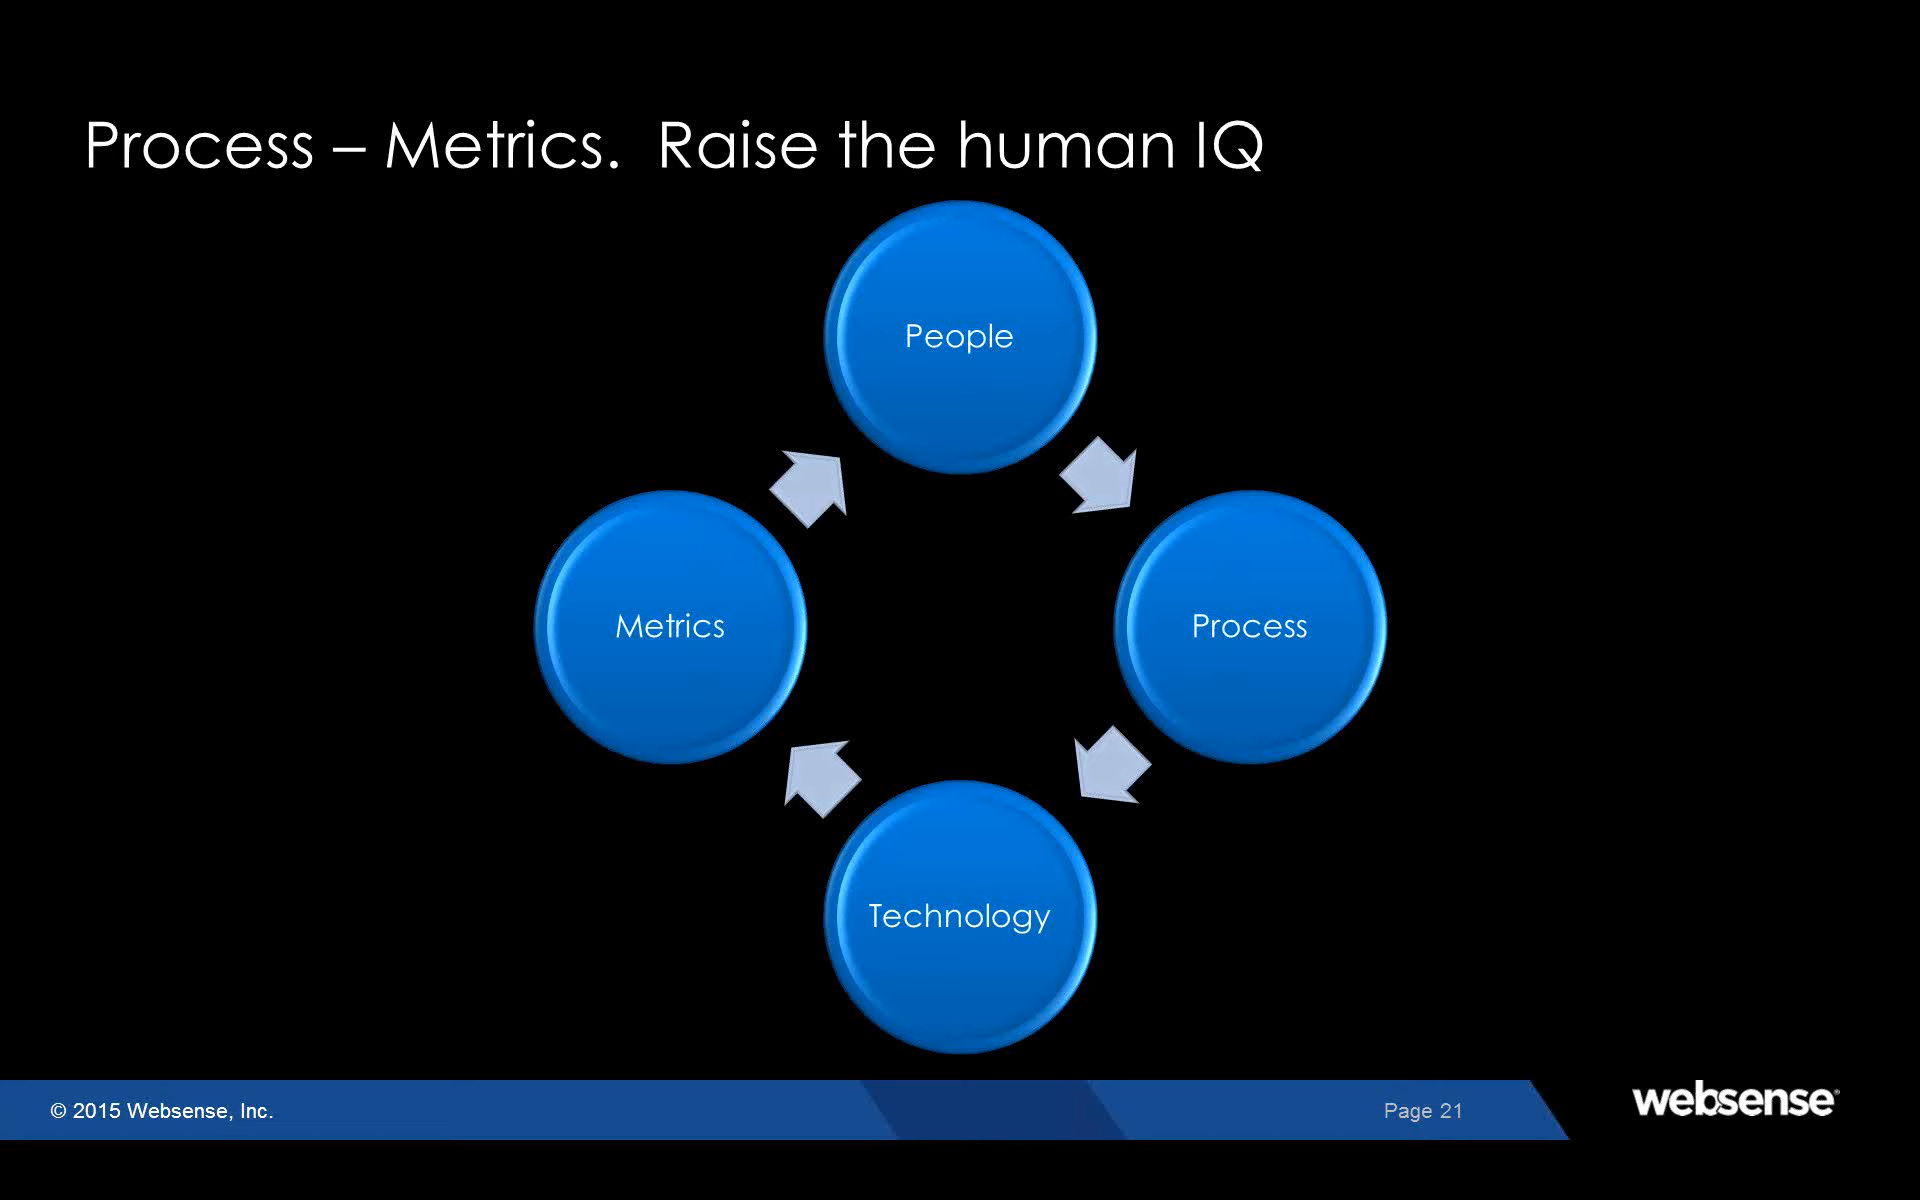 Process – Metrics.  Raise the human IQ
People
Metrics
Process
Technology
© 2015 Websense, Inc.
Page 21
websense®